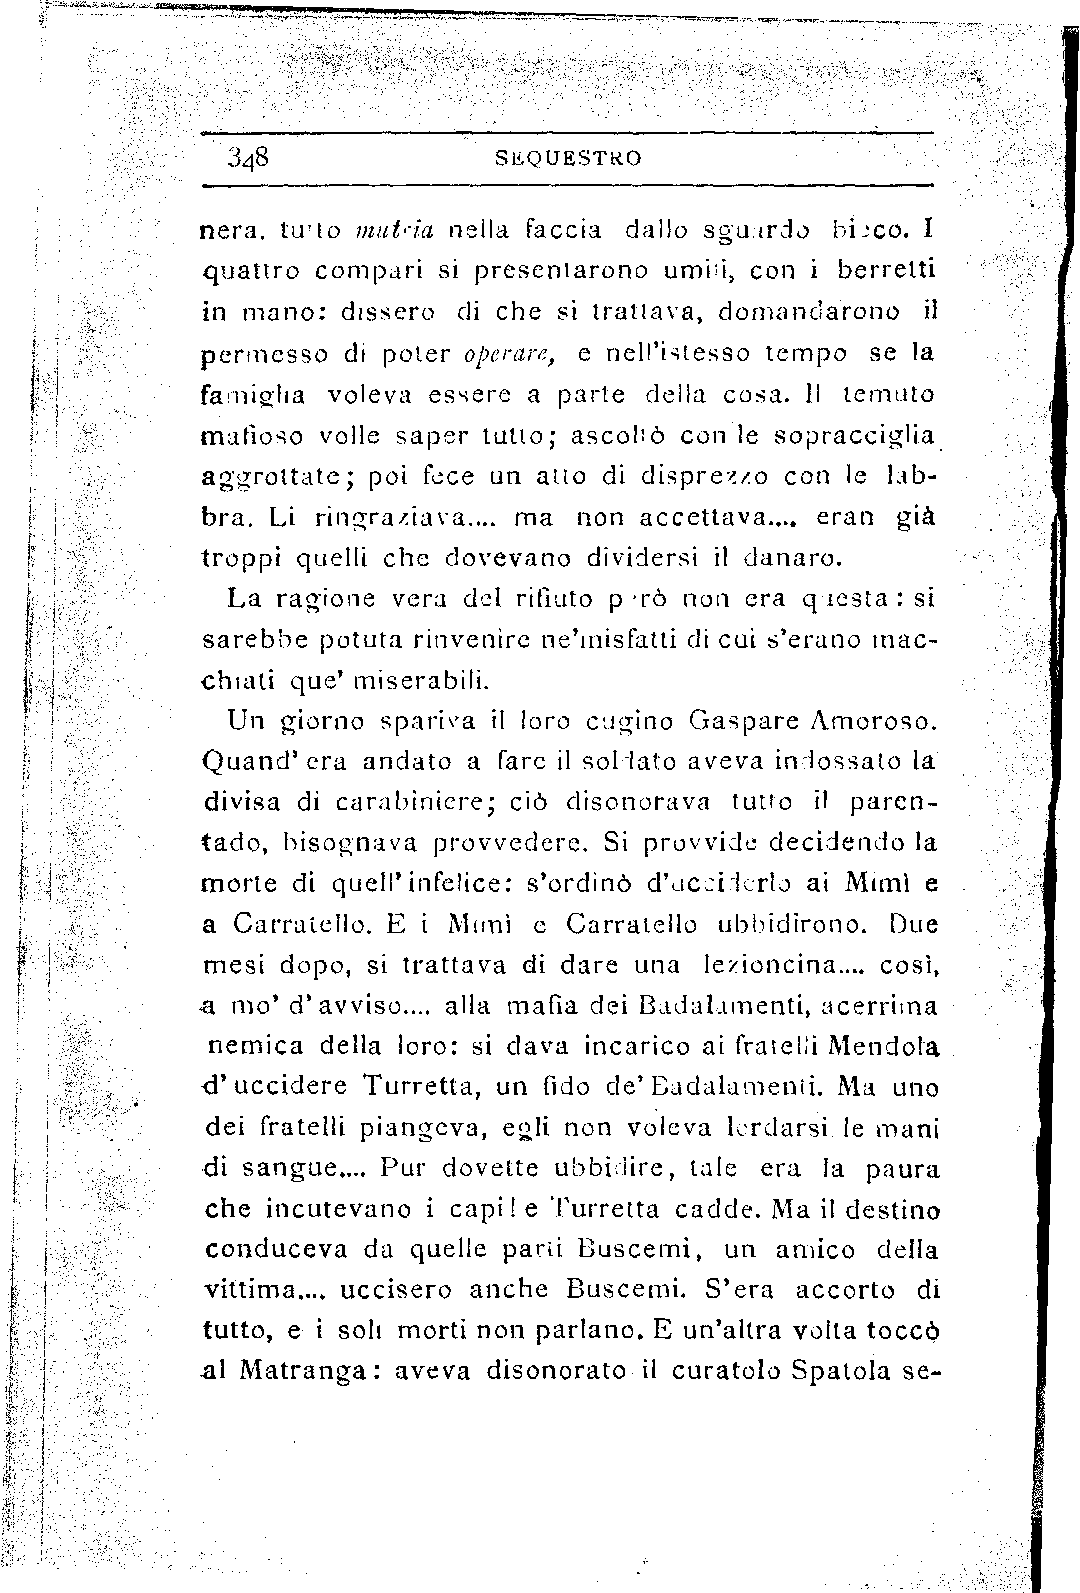 348 SEQUESTRO
nera, tutto mutria nella faccia dallo sguardo bieco. I
quattro compari si presentarono umili, con i berretti
in mano: dissero di che si trattava, domandarono il
permesso di poter operare, e nell'istesso tempo se la
famiglia voleva essere a parte della cosa. Il temuto
mafioso volle saper tutto; ascoltò con le sopracciglia
aggrottate; poi fece un atto di disprezzo con le lab-
bra. Li ringraziava.... ma non accettava.... eran già
troppi quelli che dovevano dividersi il danaro.
La ragione vera del rifiuto però non era questa: si
sarebbe potuta rinvenire ne'misfatti di cui s'erano mac-
chiati que' miserabili.
Un giorno spariva il loro cugino Gaspare Amoroso.
Quand' era andato a fare il soldato aveva indossato la
divisa di carabiniere; ciò disonorava tutto il paren-
tado, bisognava provvedere. Si provvide decidendo la
morte di quell' infelice: s'ordinò d'ucciderlo ai Mimì e
a Carratello. E i Mimì e Carratello ubbidirono. Due
mesi dopo, si trattava di dare una lezioncina.... così,
a mo' d' avviso.... alla mafia dei Badalamenti, acerrima
nemica della loro: si dava incarico ai fratelli Mendola
d' uccidere Turretta, un fido de' Badalamenti. Ma uno
dei fratelli piangeva, egli non voleva lordarsi le mani
di sangue.... Pur dovette ubbidire, tale era la paura
che incutevano i capi! e Turretta cadde. Ma il destino
conduceva da quelle parti Buscemi, un amico della
vittima.... uccisero anche Buscemi. S'era accorto di
tutto, e i soli morti non parlano. E un'altra volta toccò
al Matranga: aveva disonorato il curatolo Spatola se-